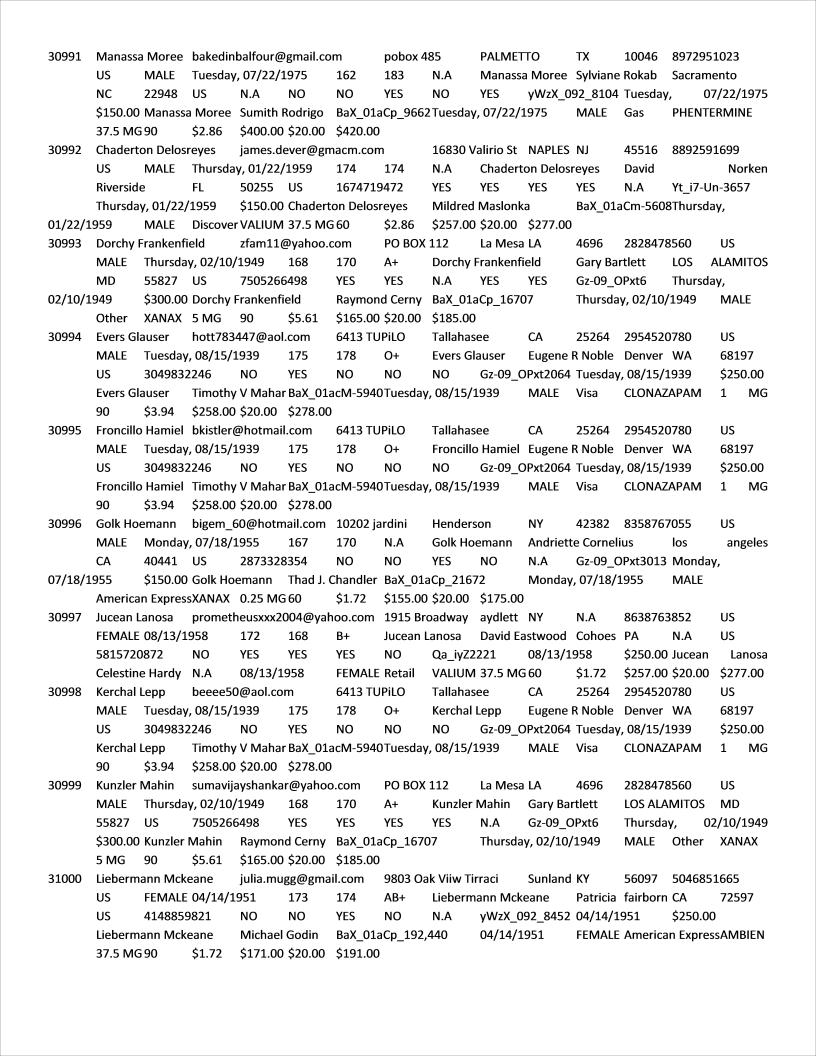 30991 Manassa Moree bakedinbalfour@gmail.com pobox 485 PALMETTO TX 10046 8972951023
US MALE Tuesday, 07/22/1975 162 183 N.A Manassa Moree Sylviane Rokab Sacramento
NC 22948 US N.A NO NO YES NO YES yWzX_092_8104 Tuesday, 07/22/1975
$150.00 Manassa Moree Sumith Rodrigo BaX_01aCp_9662Tuesday, 07/22/1975 MALE Gas PHENTERMINE
37.5 MG 90 $2.86 $400.00 $20.00 $420.00
30992 Chaderton Delosreyes james.dever@gmacm.com 16830 Valirio St NAPLES NJ 45516 8892591699
US MALE Thursday, 01/22/1959 174 174 N.A Chaderton Delosreyes David Norken
Riverside FL 50255 US 1674719472 YES YES YES YES N.A Yt_i7-Un-3657
Thursday, 01/22/1959 $150.00 Chaderton Delosreyes Mildred Maslonka BaX_01aCm-5608Thursday,
01/22/1959 MALE Discover VALIUM 37.5 MG 60 $2.86 $257.00 $20.00 $277.00
30993 Dorchy Frankenfield zfam11@yahoo.com PO BOX 112 La Mesa LA 4696 2828478560 US
MALE Thursday, 02/10/1949 168 170 A+ Dorchy Frankenfield Gary Bartlett LOS ALAMITOS
MD 55827 US 7505266498 YES YES N.A YES YES Gz-09_OPxt6 Thursday,
02/10/1949 $300.00 Dorchy Frankenfield Raymond Cerny BaX_01aCp_16707 Thursday, 02/10/1949 MALE
Other XANAX 5 MG 90 $5.61 $165.00 $20.00 $185.00
30994 Evers Glauser hott783447@aol.com 6413 TUPiLO Tallahasee CA 25264 2954520780 US
MALE Tuesday, 08/15/1939 175 178 O+ Evers Glauser Eugene R Noble Denver WA 68197
US 3049832246 NO YES NO NO NO Gz-09_OPxt2064 Tuesday, 08/15/1939 $250.00
Evers Glauser Timothy V Mahar BaX_01acM-5940Tuesday, 08/15/1939 MALE Visa CLONAZAPAM 1 MG
90 $3.94 $258.00 $20.00 $278.00
30995 Froncillo Hamiel bkistler@hotmail.com 6413 TUPiLO Tallahasee CA 25264 2954520780 US
MALE Tuesday, 08/15/1939 175 178 O+ Froncillo Hamiel Eugene R Noble Denver WA 68197
US 3049832246 NO YES NO NO NO Gz-09_OPxt2064 Tuesday, 08/15/1939 $250.00
Froncillo Hamiel Timothy V Mahar BaX_01acM-5940Tuesday, 08/15/1939 MALE Visa CLONAZAPAM 1 MG
90 $3.94 $258.00 $20.00 $278.00
30996 Golk Hoemann bigem_60@hotmail.com 10202 jardini Henderson NY 42382 8358767055 US
MALE Monday, 07/18/1955 167 170 N.A Golk Hoemann Andriette Cornelius los angeles
CA 40441 US 2873328354 NO NO YES NO N.A Gz-09_OPxt3013 Monday,
07/18/1955 $150.00 Golk Hoemann Thad J. Chandler BaX_01aCp_21672 Monday, 07/18/1955 MALE
American ExpressXANAX 0.25 MG 60 $1.72 $155.00 $20.00 $175.00
30997 Jucean Lanosa prometheusxxx2004@yahoo.com 1915 Broadway aydlett NY N.A 8638763852 US
FEMALE 08/13/1958 172 168 B+ Jucean Lanosa David Eastwood Cohoes PA N.A US
5815720872 NO YES YES YES NO Qa_iyZ2221 08/13/1958 $250.00 Jucean Lanosa
Celestine Hardy N.A 08/13/1958 FEMALE Retail VALIUM 37.5 MG 60 $1.72 $257.00 $20.00 $277.00
30998 Kerchal Lepp beeee50@aol.com 6413 TUPiLO Tallahasee CA 25264 2954520780 US
MALE Tuesday, 08/15/1939 175 178 O+ Kerchal Lepp Eugene R Noble Denver WA 68197
US 3049832246 NO YES NO NO NO Gz-09_OPxt2064 Tuesday, 08/15/1939 $250.00
Kerchal Lepp Timothy V Mahar BaX_01acM-5940Tuesday, 08/15/1939 MALE Visa CLONAZAPAM 1 MG
90 $3.94 $258.00 $20.00 $278.00
30999 Kunzler Mahin sumavijayshankar@yahoo.com PO BOX 112 La Mesa LA 4696 2828478560 US
MALE Thursday, 02/10/1949 168 170 A+ Kunzler Mahin Gary Bartlett LOS ALAMITOS MD
55827 US 7505266498 YES YES YES YES N.A Gz-09_OPxt6 Thursday, 02/10/1949
$300.00 Kunzler Mahin Raymond Cerny BaX_01aCp_16707 Thursday, 02/10/1949 MALE Other XANAX
5 MG 90 $5.61 $165.00 $20.00 $185.00
31000 Liebermann Mckeane julia.mugg@gmail.com 9803 Oak Viiw Tirraci Sunland KY 56097 5046851665
US FEMALE 04/14/1951 173 174 AB+ Liebermann Mckeane Patricia fairborn CA 72597
US 4148859821 NO NO YES NO N.A yWzX_092_8452 04/14/1951 $250.00
Liebermann Mckeane Michael Godin BaX_01aCp_192,440 04/14/1951 FEMALE American ExpressAMBIEN
37.5 MG 90 $1.72 $171.00 $20.00 $191.00